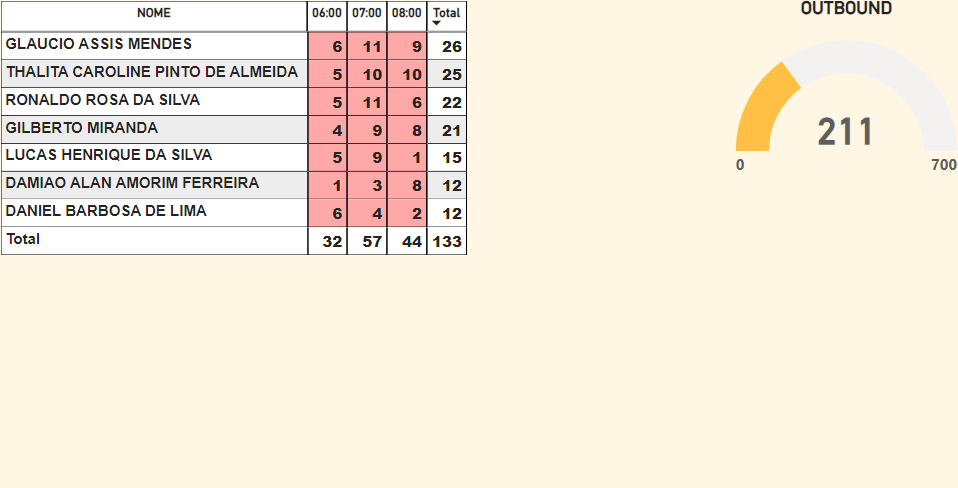 NOME 06:00 07:00 08:00 Total
GLAUCIO ASSIS MENDES 6 11 9 26
THALITA CAROLINE PINTO DE ALMEIDA 5 10 10 25
RONALDO ROSA DA SILVA 5 11 6 22
GILBERTO MIRANDA 4 9 8 21
LUCAS HENRIQUE DA SILVA 5 9 1 15
DAMIAO ALAN AMORIM FERREIRA 1 3 8 12
DANIEL BARBOSA DE LIMA 6 4 2 12
Total 32 57 44 133
OUTBOUND
211
0 700